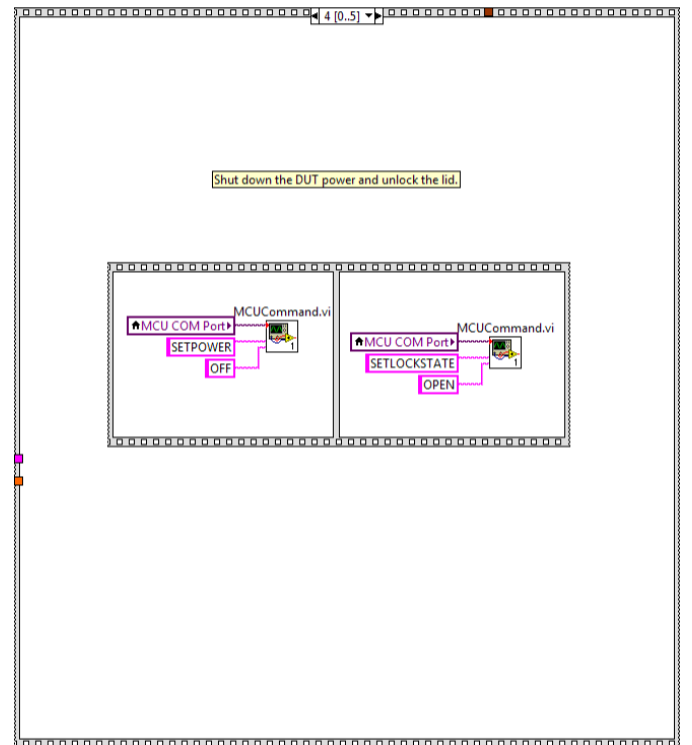 4 [0..5]
Shut down the DUT power and unlock the lid.
MCUCommand.vi
MCU COM Port
SETPOWER
OFF
1
MCUCommand.vi
MCU COM Port
SETLOCKSTATE
OPEN
1